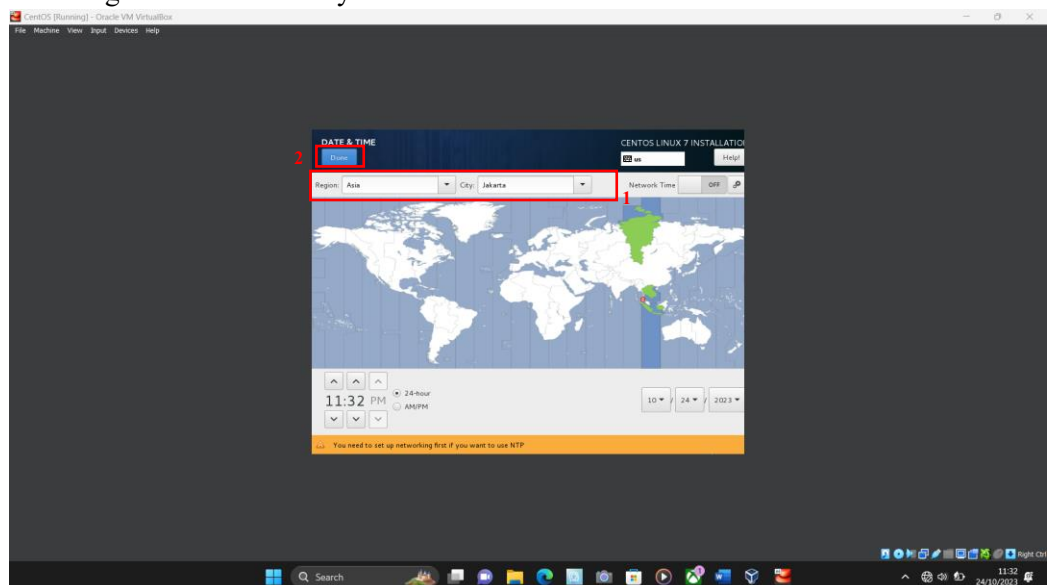 CentOS [Running] - Oracle VM VirtualBox
File Machine View Input Devices Help
DATE & TIME
CENTOS LINUX 7 INSTALLATIO
2
Done
us
Help!
Region: Asia City: Jakarta Network Time OFF
1
11:32 PM
24-hour
AM/PM
10 / 24 / 2023
You need to set up networking first if you want to use NTP
Right Ctrl
Search
11:32
24/10/2023